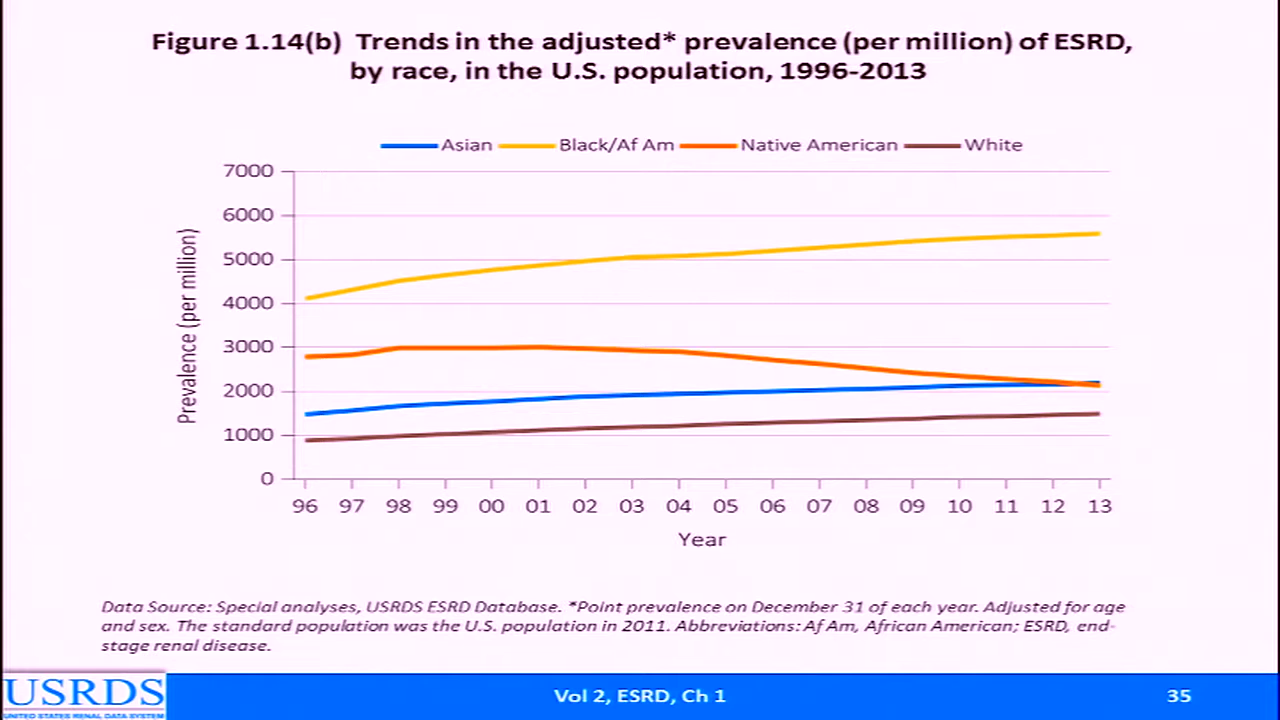 Figure 1.14(b)  Trends in the adjusted* prevalence (per million) of ESRD,
by race, in the U.S. population, 1996-2013
Asian Black/Af Am Native American White
7000
6000
5000
4000
3000
2000
1000
0
Prevalence (per million)
96 97 98 99 00 01 02 03 04 05 06 07 08 09 10 11 12 13
Year
Data Source: Special analyses, USRDS ESRD Database. *Point prevalence on December 31 of each year. Adjusted for age
and sex. The standard population was the U.S. population in 2011. Abbreviations: Af Am, African American; ESRD, end-
stage renal disease.
USRDS
UNITED STATES RENAL DATA SYSTEM
Vol 2, ESRD, Ch 1
35